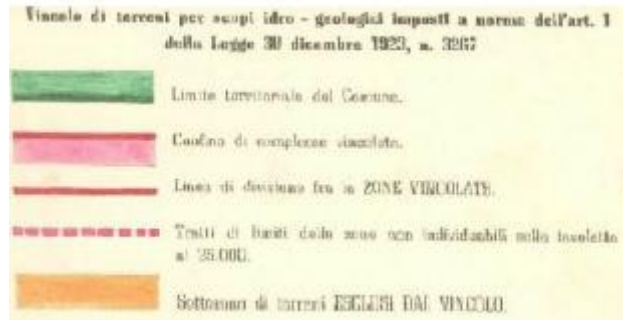 Vincolo di terreni per scopi idro - geologici imposti a norma dell'art. 1
della Legge 30 dicembre 1923, n. 3267
Limite territoriale del Comune.
Confine di complesso vincolato.
Linea di divisione fra le ZONE VINCOLATE.
Tratti di limiti delle zone non individuabili sulla tavoletta
al 25.000.
Sottozona di terreni ESCLUSI DAL VINCOLO.